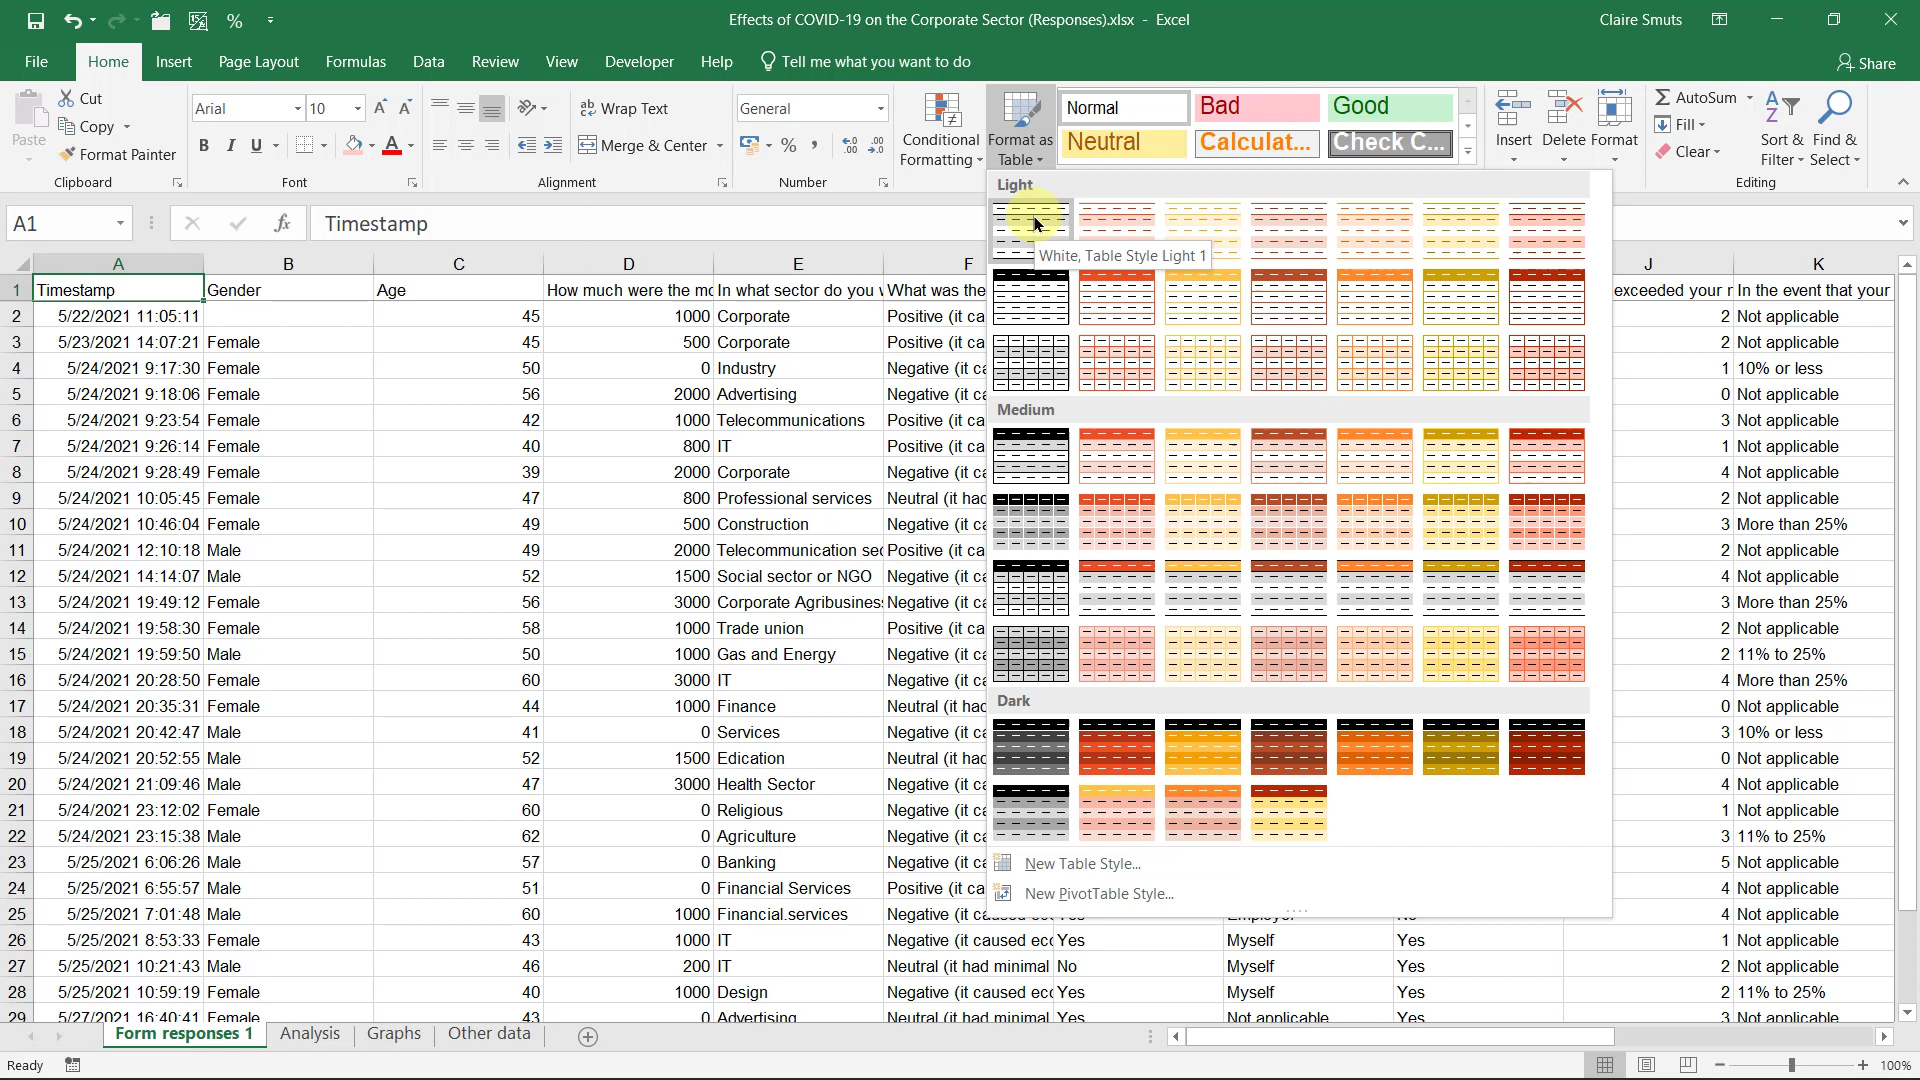 Effects of COVID-19 on the Corporate Sector (Responses).xlsx - Excel
Claire Smuts
File Home Insert Page Layout Formulas Data Review View Developer Help Tell me what you want to do Share
Paste Cut Copy Format Painter Clipboard
Arial 10 B I U A Font
ab Wrap Text Merge & Center Alignment
General % , Number
Conditional Formatting Format as Table
Normal Bad Good
Neutral Calculat... Check C...
Insert Delete Format
AutoSum Fill Clear Sort & Filter Find & Select Editing
A1 fx Timestamp
Light
White, Table Style Light 1
Medium
Dark
New Table Style...
New PivotTable Style...
A B C D E F J K
1 Timestamp Gender Age How much were the mo In what sector do you w What was the exceeded your r In the event that your
2 5/22/2021 11:05:11 45 1000 Corporate Positive (it ca 2 Not applicable
3 5/23/2021 14:07:21 Female 45 500 Corporate Positive (it ca 2 Not applicable
4 5/24/2021 9:17:30 Female 50 0 Industry Negative (it ca 1 10% or less
5 5/24/2021 9:18:06 Female 56 2000 Advertising Negative (it ca 0 Not applicable
6 5/24/2021 9:23:54 Female 42 1000 Telecommunications Positive (it ca 3 Not applicable
7 5/24/2021 9:26:14 Female 40 800 IT Positive (it ca 1 Not applicable
8 5/24/2021 9:28:49 Female 39 2000 Corporate Negative (it ca 4 Not applicable
9 5/24/2021 10:05:45 Female 47 800 Professional services Neutral (it had 2 Not applicable
10 5/24/2021 10:46:04 Female 49 500 Construction Negative (it ca 3 More than 25%
11 5/24/2021 12:10:18 Male 49 2000 Telecommunication sec Positive (it ca 2 Not applicable
12 5/24/2021 14:14:07 Male 52 1500 Social sector or NGO Negative (it ca 4 Not applicable
13 5/24/2021 19:49:12 Female 56 3000 Corporate Agribusiness Negative (it ca 3 More than 25%
14 5/24/2021 19:58:30 Female 58 1000 Trade union Positive (it ca 2 Not applicable
15 5/24/2021 19:59:50 Male 50 1000 Gas and Energy Negative (it ca 2 11% to 25%
16 5/24/2021 20:28:50 Female 60 3000 IT Negative (it ca 4 More than 25%
17 5/24/2021 20:35:31 Female 44 1000 Finance Neutral (it had 0 Not applicable
18 5/24/2021 20:42:47 Male 41 0 Services Negative (it ca 3 10% or less
19 5/24/2021 20:52:55 Male 52 1500 Edication Neutral (it had 0 Not applicable
20 5/24/2021 21:09:46 Male 47 3000 Health Sector Negative (it ca 4 Not applicable
21 5/24/2021 23:12:02 Female 60 0 Religious Negative (it ca 1 Not applicable
22 5/24/2021 23:15:38 Male 62 0 Agriculture Negative (it ca 3 11% to 25%
23 5/25/2021 6:06:26 Male 57 0 Banking Negative (it ca 5 Not applicable
24 5/25/2021 6:55:57 Male 51 0 Financial Services Positive (it ca 4 Not applicable
25 5/25/2021 7:01:48 Male 60 1000 Financial.services Negative (it 4 Not applicable
26 5/25/2021 8:53:33 Female 43 1000 IT Negative (it caused ecc Yes Myself Yes 1 Not applicable
27 5/25/2021 10:21:43 Male 46 200 IT Neutral (it had minimal No Myself Yes 2 Not applicable
28 5/25/2021 10:59:19 Female 40 1000 Design Negative (it caused ecc Yes Myself Yes 2 11% to 25%
29 5/27/2021 16:40:41 Female 43 0 Advertising Neutral (it had minimal Yes Not applicable Yes 3 Not applicable
Form responses 1 Analysis Graphs Other data
Ready 100%